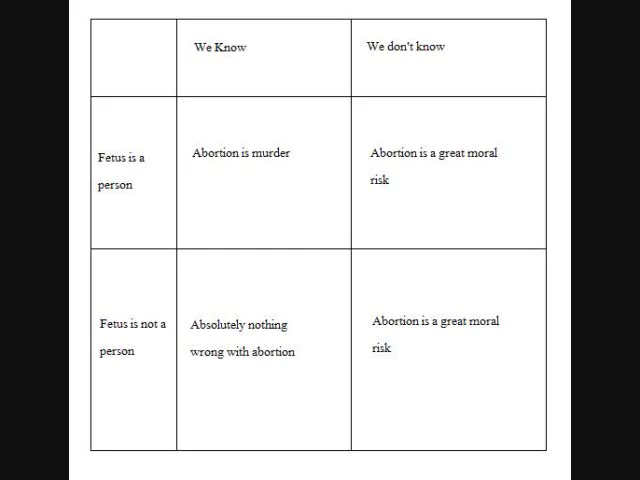 We Know
We don't know
Fetus is a
person
Abortion is murder
Abortion is a great moral
risk
Fetus is not a
person
Absolutely nothing
wrong with abortion
Abortion is a great moral
risk